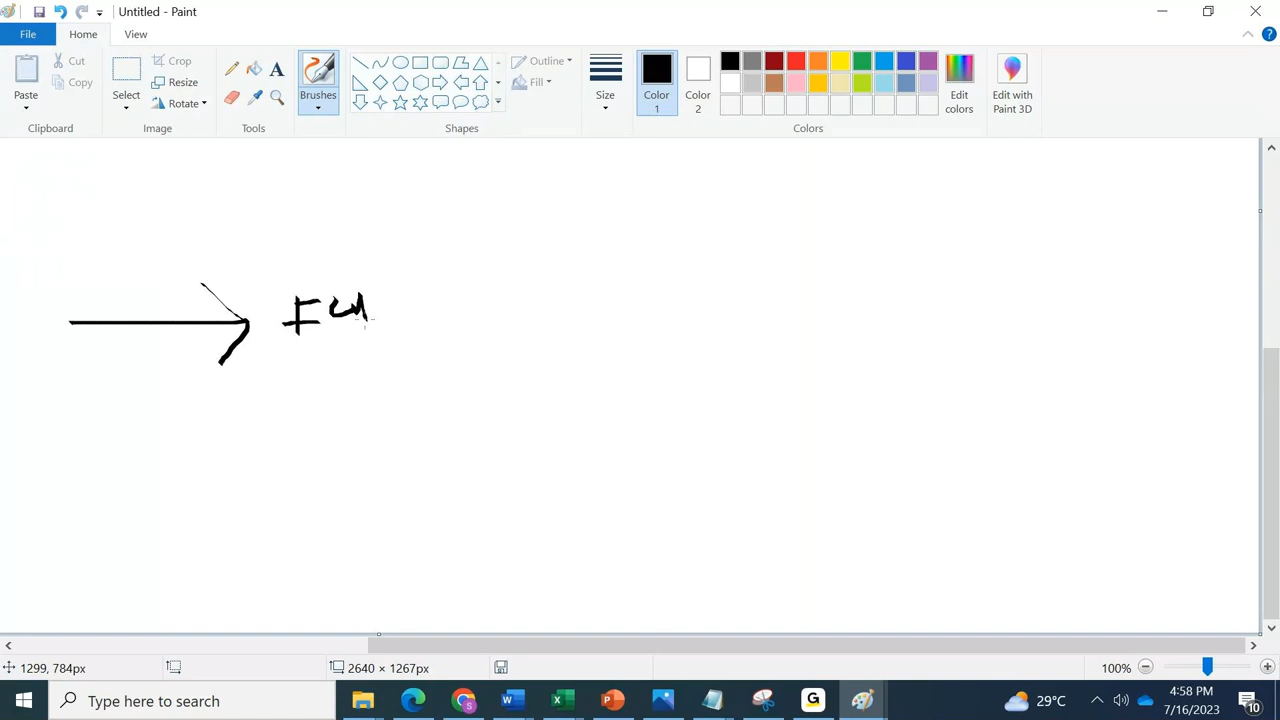 Untitled - Paint
File Home View
Paste
Cut
Copy
Clipboard
Select
Crop
Resize
Rotate
Image
Tools
Brushes
Shapes
Outline
Fill
Size
Color 1
Color 2
Colors
Edit colors
Edit with Paint 3D
1299, 784px
2640 × 1267px
100%
Type here to search
29°C
4:58 PM
7/16/2023
10